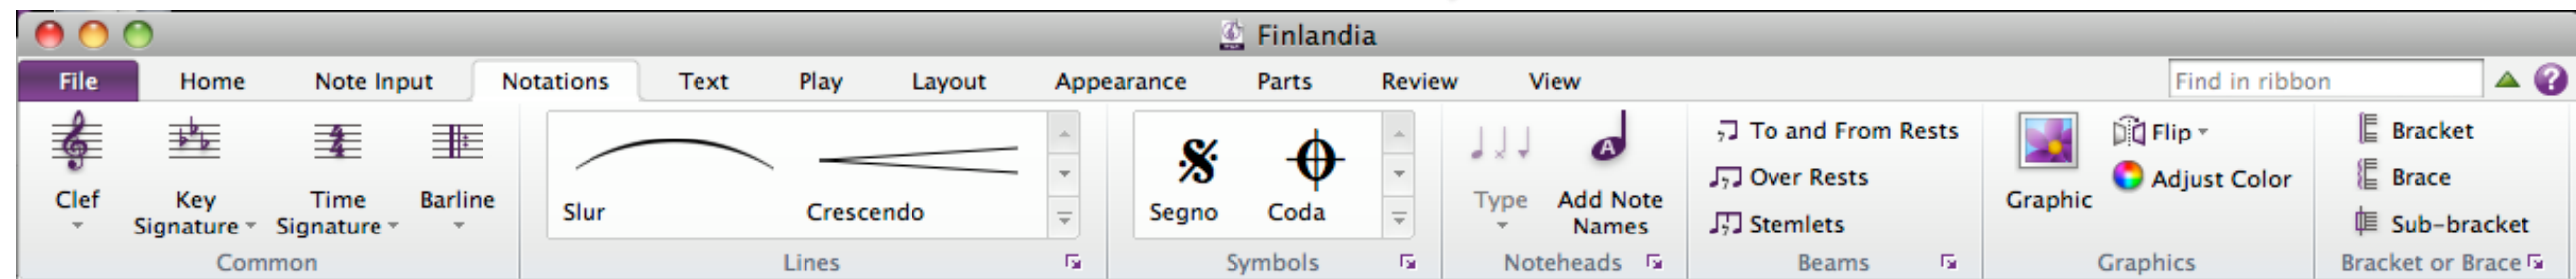 Finlandia
File Home Note Input Notations Text Play Layout Appearance Parts Review View Find in ribbon
Clef
Key Signature
Time Signature
Barline
Common
Slur
Crescendo
Lines
Segno
Coda
Symbols
Type
A
Add Note Names
Noteheads
To and From Rests
Over Rests
Stemlets
Beams
Graphic
Flip
Adjust Color
Graphics
Bracket
Brace
Sub-bracket
Bracket or Brace